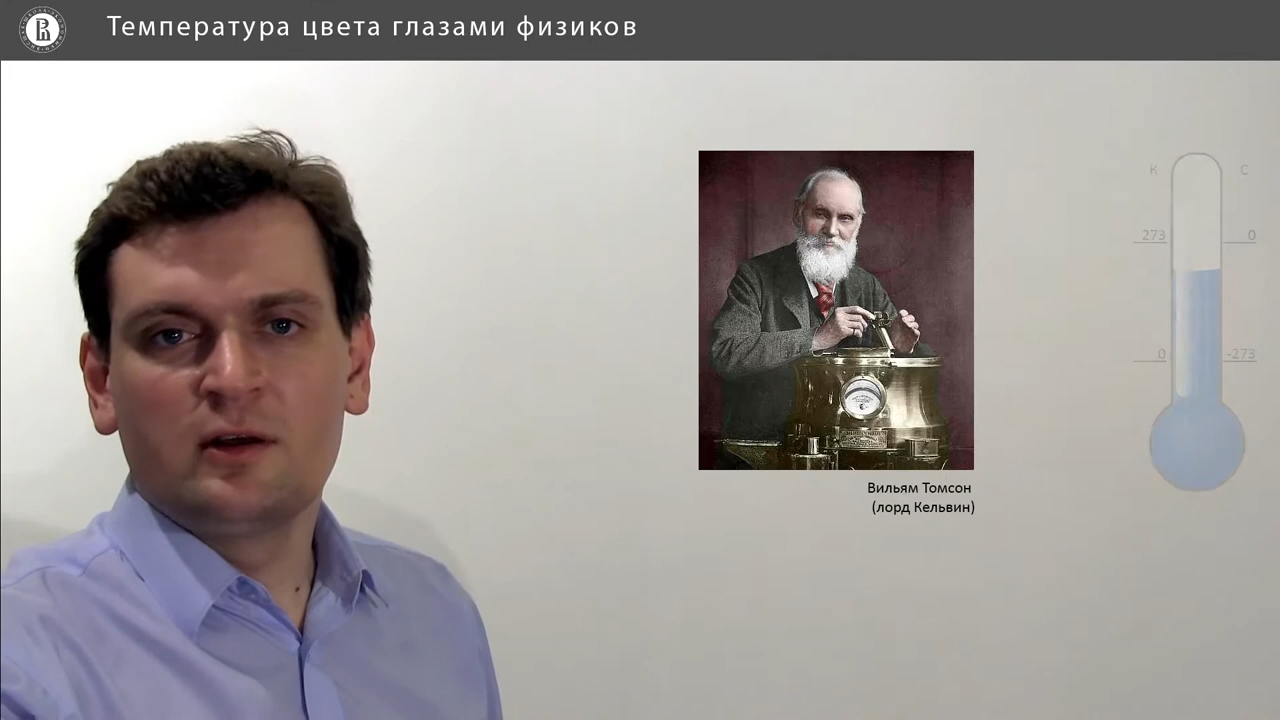 Температура цвета глазами физиков
К
С
273
0
0
-273
Вильям Томсон
(лорд Кельвин)